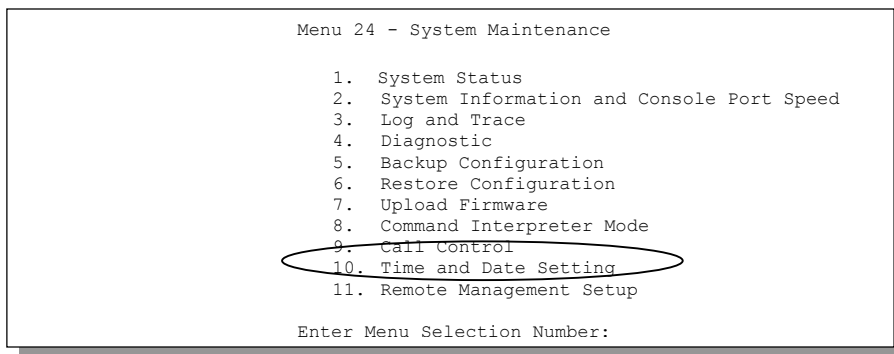 Menu 24 - System Maintenance
1. System Status
2. System Information and Console Port Speed
3. Log and Trace
4. Diagnostic
5. Backup Configuration
6. Restore Configuration
7. Upload Firmware
8. Command Interpreter Mode
9. Call Control
10. Time and Date Setting
11. Remote Management Setup
Enter Menu Selection Number: